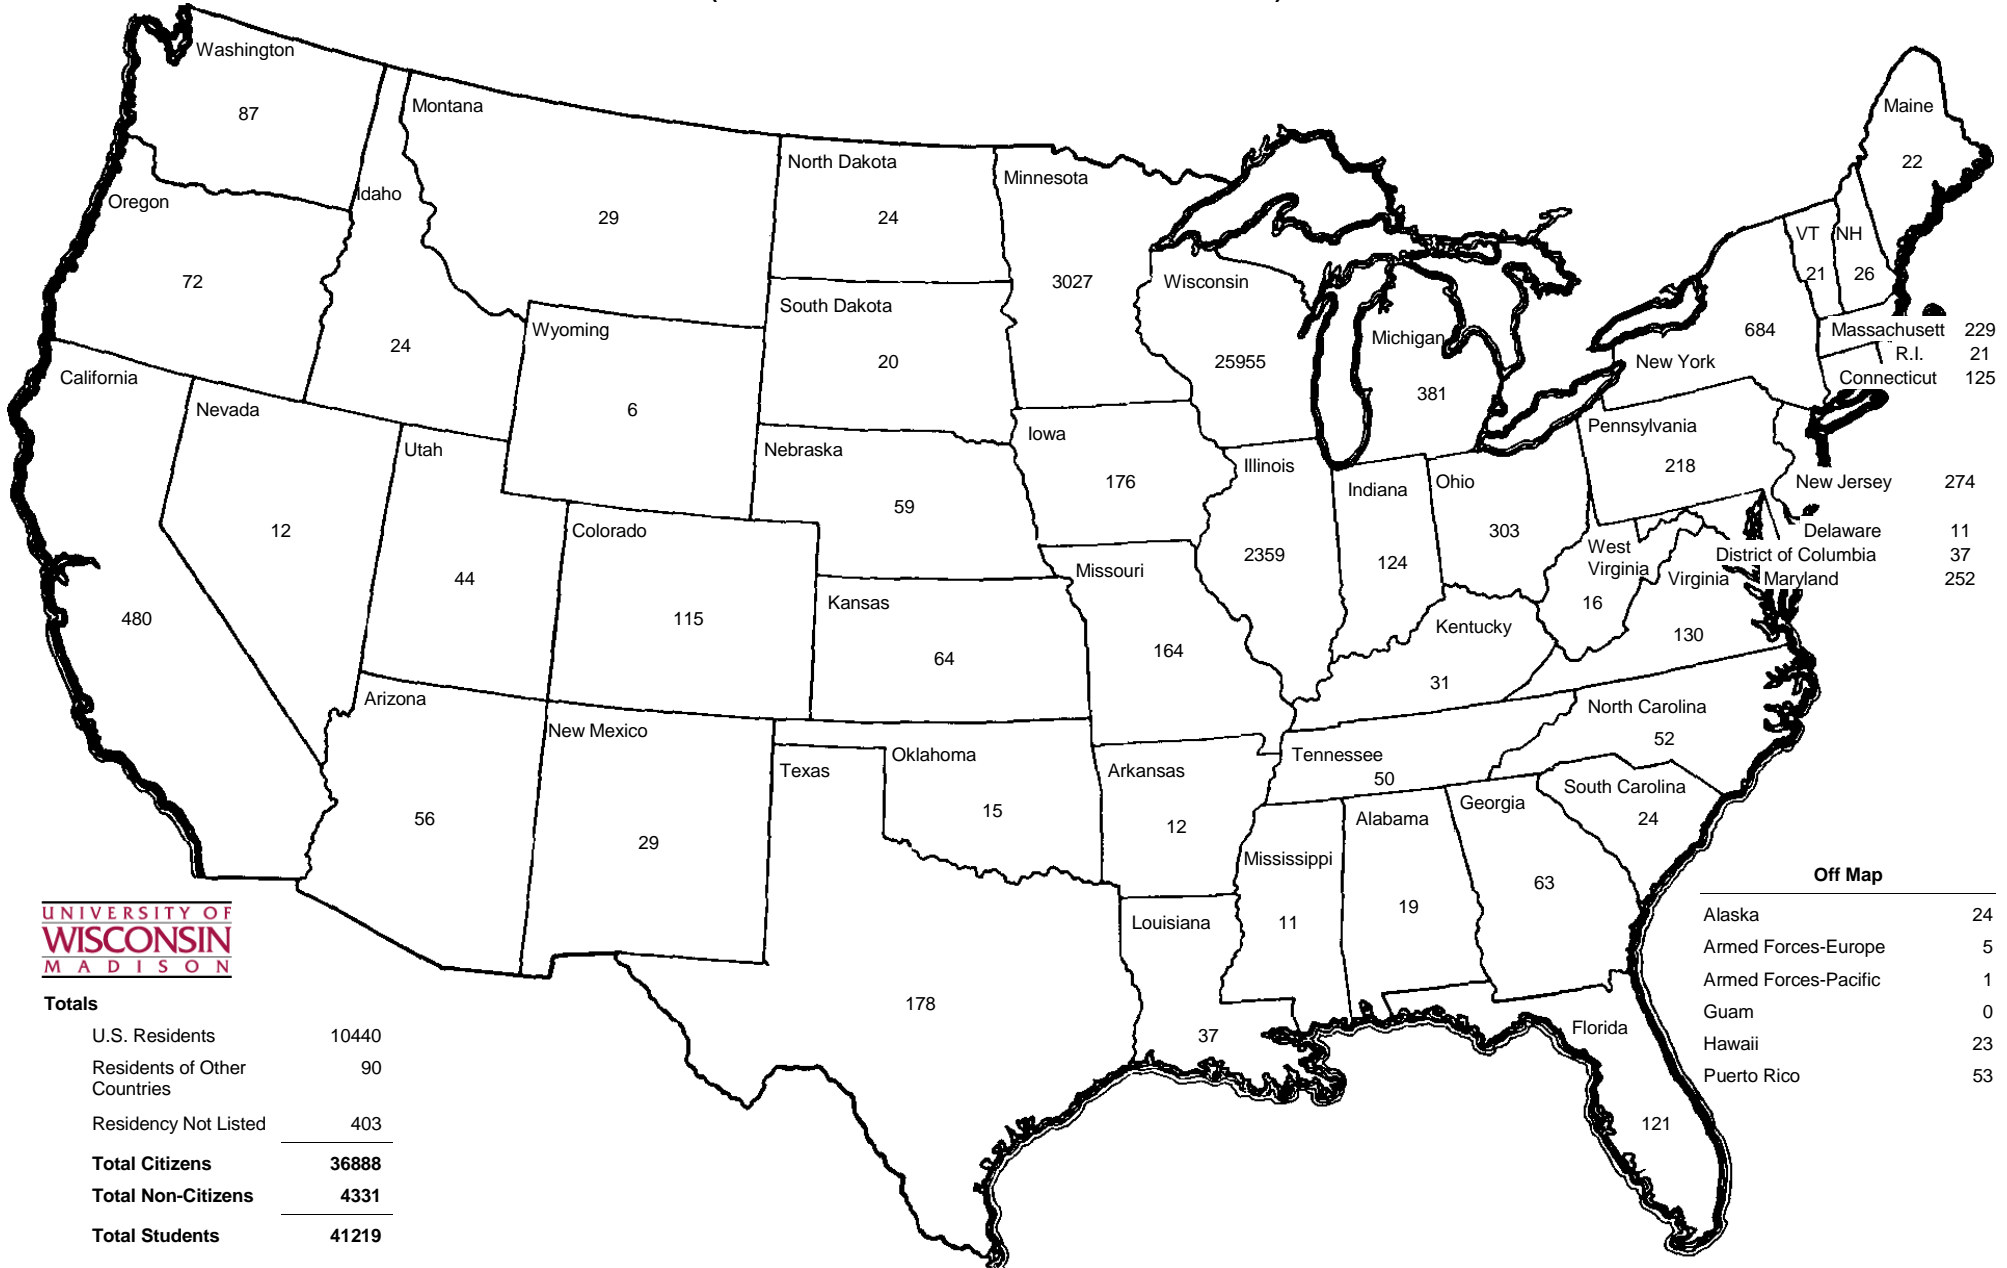 Washington
87
Montana
29
Idaho
24
Oregon
72
North Dakota
24
Minnesota
3027
South Dakota
20
Wyoming
6
Wisconsin
25955
Michigan
381
Maine
22
VT
21
NH
26
New York
684
Massachusett 229
R.I. 21
Connecticut 125
California
480
Nevada
12
Utah
44
Colorado
115
Nebraska
59
Kansas
64
Iowa
176
Missouri
164
Illinois
2359
Indiana
124
Ohio
303
Pennsylvania
218
New Jersey 274
Delaware 11
District of Columbia 37
Maryland 252
West
Virginia
16
Virginia
130
Kentucky
31
North Carolina
52
Tennessee
50
South Carolina
24
Arizona
56
New Mexico
29
Texas
178
Oklahoma
15
Arkansas
12
Louisiana
37
Mississippi
11
Alabama
19
Georgia
63
Florida
121
Off Map
Alaska 24
Armed Forces-Europe 5
Armed Forces-Pacific 1
Guam 0
Hawaii 23
Puerto Rico 53
UNIVERSITY OF
WISCONSIN
MADISON
Totals
U.S. Residents 10440
Residents of Other 90
Countries
Residency Not Listed 403
Total Citizens 36888
Total Non-Citizens 4331
Total Students 41219